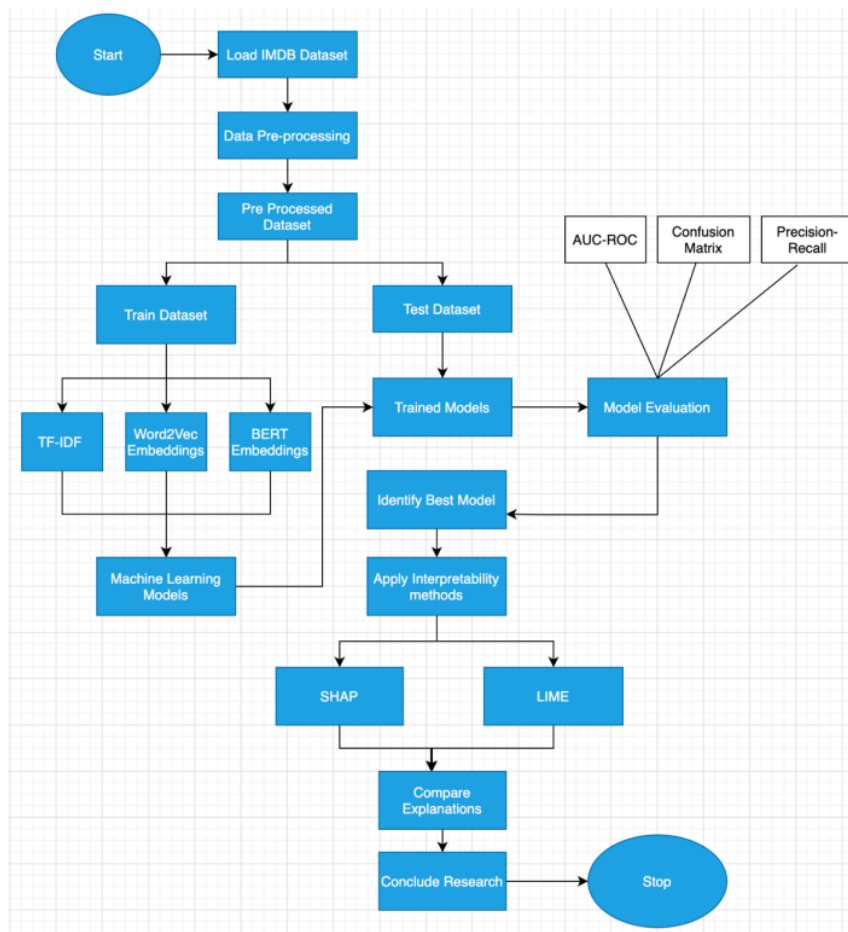 Start
Load IMDB Dataset
Data Pre-processing
Pre Processed
Dataset
AUC-ROC
Confusion
Matrix
Precision-
Recall
Train Dataset
Test Dataset
TF-IDF
Word2Vec
Embeddings
BERT
Embeddings
Trained Models
Model Evaluation
Identify Best Model
Machine Learning
Models
Apply Interpretability
methods
SHAP
LIME
Compare
Explanations
Conclude Research
Stop